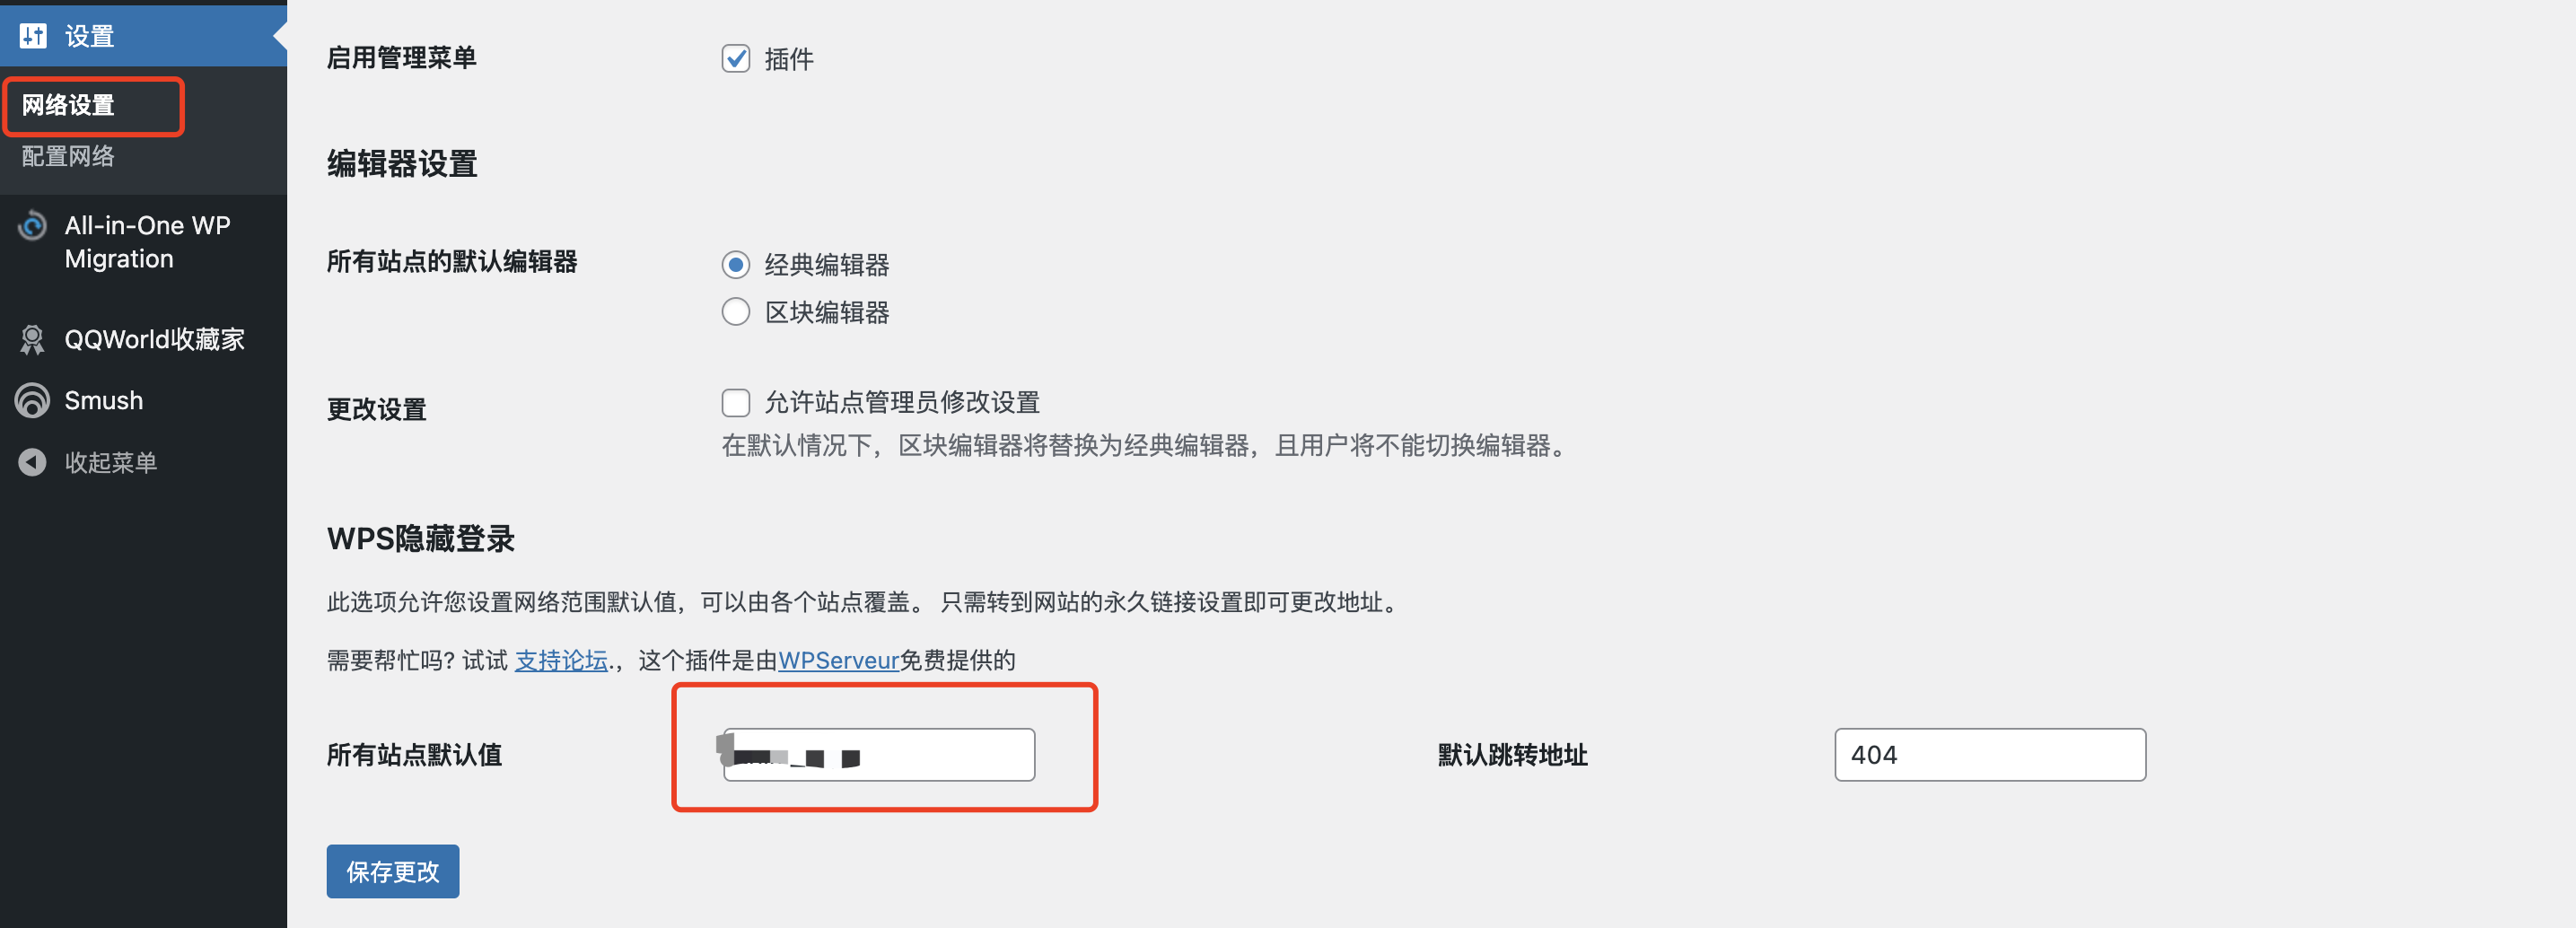 设置
网络设置
配置网络
All-in-One WP
Migration
QQWorld收藏家
Smush
收起菜单
启用管理菜单
插件
编辑器设置
所有站点的默认编辑器
经典编辑器
区块编辑器
更改设置
允许站点管理员修改设置
在默认情况下，区块编辑器将替换为经典编辑器，且用户将不能切换编辑器。
WPS隐藏登录
此选项允许您设置网络范围默认值，可以由各个站点覆盖。 只需转到网站的永久链接设置即可更改地址。
需要帮忙吗? 试试 支持论坛.，这个插件是由WPServeur免费提供的
所有站点默认值
默认跳转地址
404
保存更改